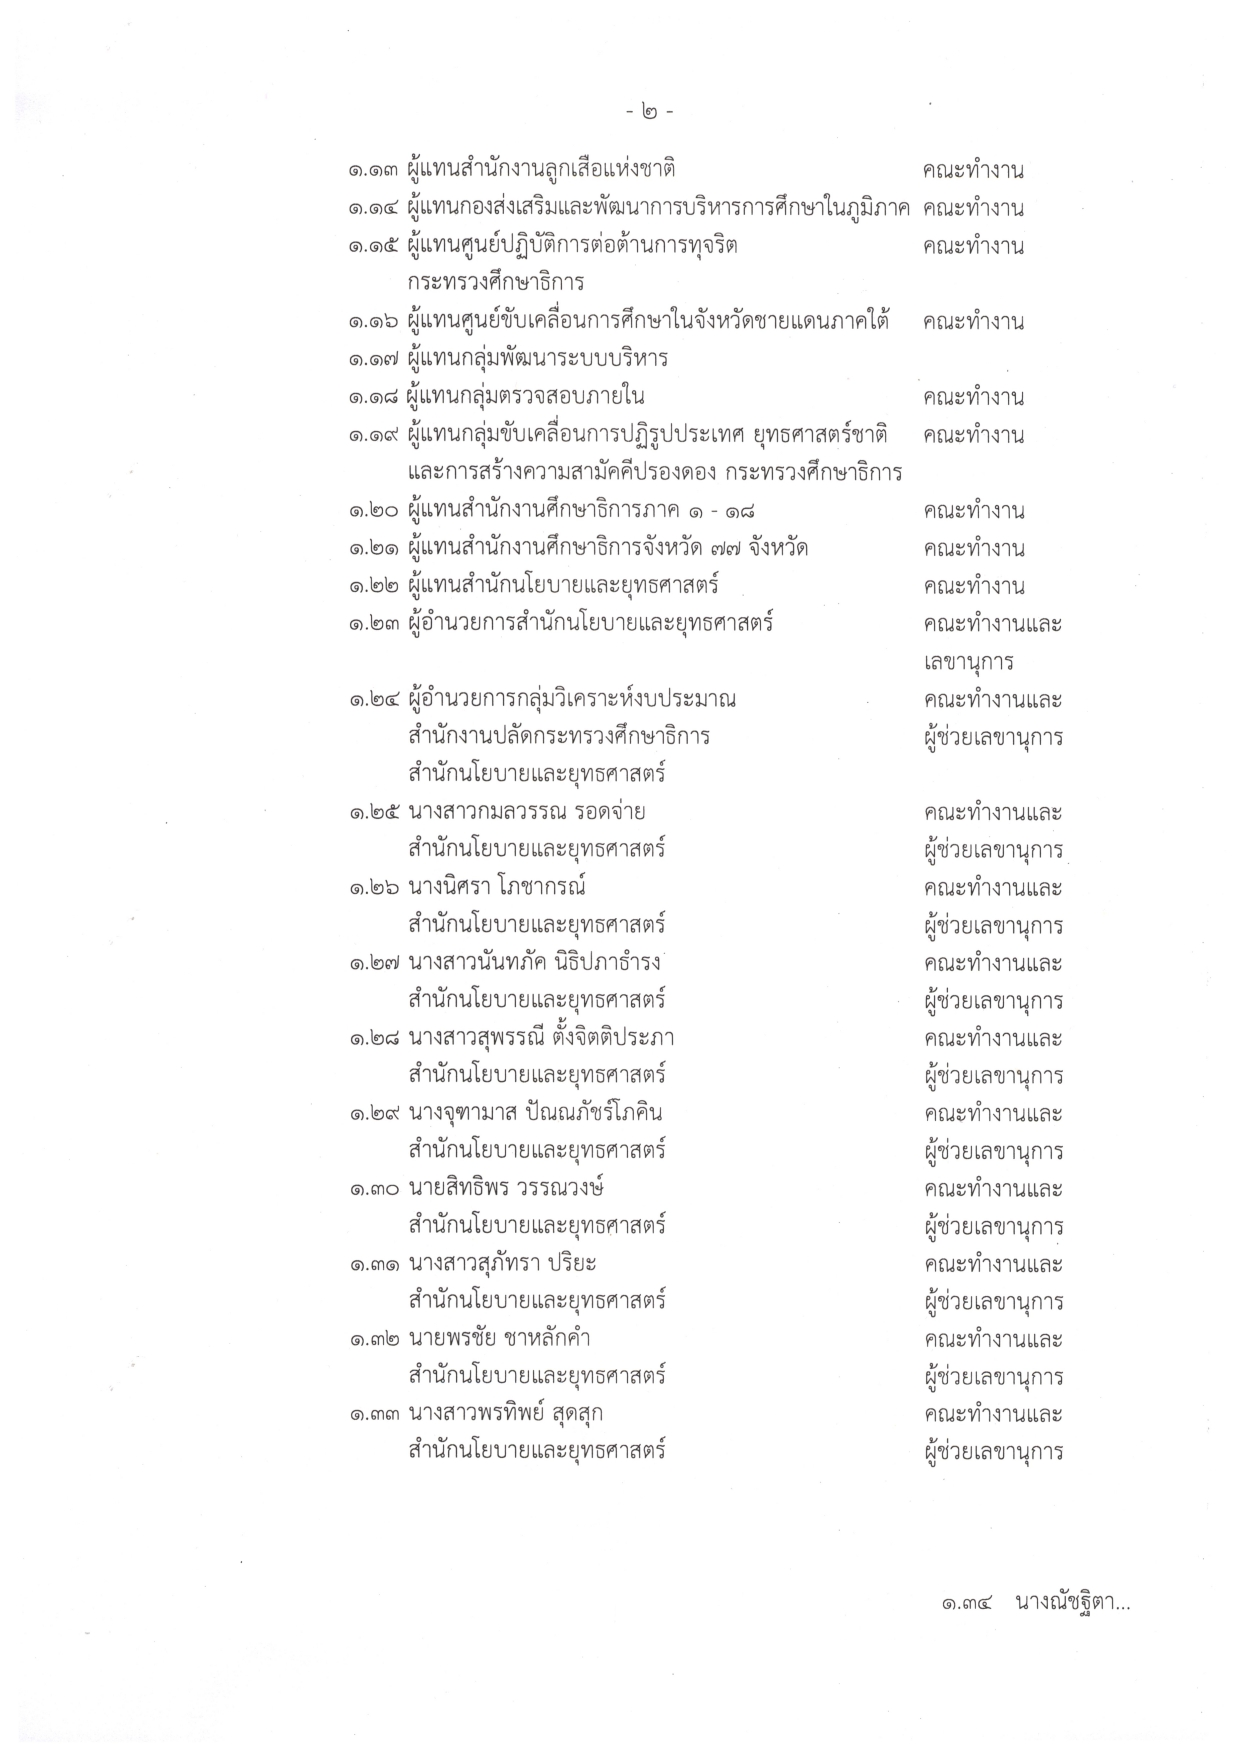 - ๒ -
๑.๑๓ ผู้แทนสำนักงานลูกเสือแห่งชาติ คณะทำงาน
๑.๑๔ ผู้แทนกองส่งเสริมและพัฒนาการบริหารการศึกษาในภูมิภาค คณะทำงาน
๑.๑๕ ผู้แทนศูนย์ปฏิบัติการต่อต้านการทุจริต คณะทำงาน
กระทรวงศึกษาธิการ
๑.๑๖ ผู้แทนศูนย์ขับเคลื่อนการศึกษาในจังหวัดชายแดนภาคใต้ คณะทำงาน
๑.๑๗ ผู้แทนกลุ่มพัฒนาระบบบริหาร
๑.๑๘ ผู้แทนกลุ่มตรวจสอบภายใน คณะทำงาน
๑.๑๙ ผู้แทนกลุ่มขับเคลื่อนการปฏิรูปประเทศ ยุทธศาสตร์ชาติ คณะทำงาน
และการสร้างความสามัคคีปรองดอง กระทรวงศึกษาธิการ
๑.๒๐ ผู้แทนสำนักงานศึกษาธิการภาค ๑ - ๑๘ คณะทำงาน
๑.๒๑ ผู้แทนสำนักงานศึกษาธิการจังหวัด ๗๗ จังหวัด คณะทำงาน
๑.๒๒ ผู้แทนสำนักนโยบายและยุทธศาสตร์ คณะทำงาน
๑.๒๓ ผู้อำนวยการสำนักนโยบายและยุทธศาสตร์ คณะทำงานและ
เลขานุการ
๑.๒๔ ผู้อำนวยการกลุ่มวิเคราะห์งบประมาณ คณะทำงานและ
สำนักงานปลัดกระทรวงศึกษาธิการ ผู้ช่วยเลขานุการ
สำนักนโยบายและยุทธศาสตร์
๑.๒๕ นางสาวกมลวรรณ รอดจ่าย คณะทำงานและ
สำนักนโยบายและยุทธศาสตร์ ผู้ช่วยเลขานุการ
๑.๒๖ นางนิศรา โภชากรณ์ คณะทำงานและ
สำนักนโยบายและยุทธศาสตร์ ผู้ช่วยเลขานุการ
๑.๒๗ นางสาวนันทภัค นิธิปภาธำรง คณะทำงานและ
สำนักนโยบายและยุทธศาสตร์ ผู้ช่วยเลขานุการ
๑.๒๘ นางสาวสุพรรณี ตั้งจิตติประภา คณะทำงานและ
สำนักนโยบายและยุทธศาสตร์ ผู้ช่วยเลขานุการ
๑.๒๙ นางจุฑามาส ปัณณภัชร์โภคิน คณะทำงานและ
สำนักนโยบายและยุทธศาสตร์ ผู้ช่วยเลขานุการ
๑.๓๐ นายสิทธิพร วรรณวงษ์ คณะทำงานและ
สำนักนโยบายและยุทธศาสตร์ ผู้ช่วยเลขานุการ
๑.๓๑ นางสาวสุภัทรา ปริยะ คณะทำงานและ
สำนักนโยบายและยุทธศาสตร์ ผู้ช่วยเลขานุการ
๑.๓๒ นายพรชัย ชาหลักคำ คณะทำงานและ
สำนักนโยบายและยุทธศาสตร์ ผู้ช่วยเลขานุการ
๑.๓๓ นางสาวพรทิพย์ สุดสุก คณะทำงานและ
สำนักนโยบายและยุทธศาสตร์ ผู้ช่วยเลขานุการ
๑.๓๔ นางณัชฐิตา...